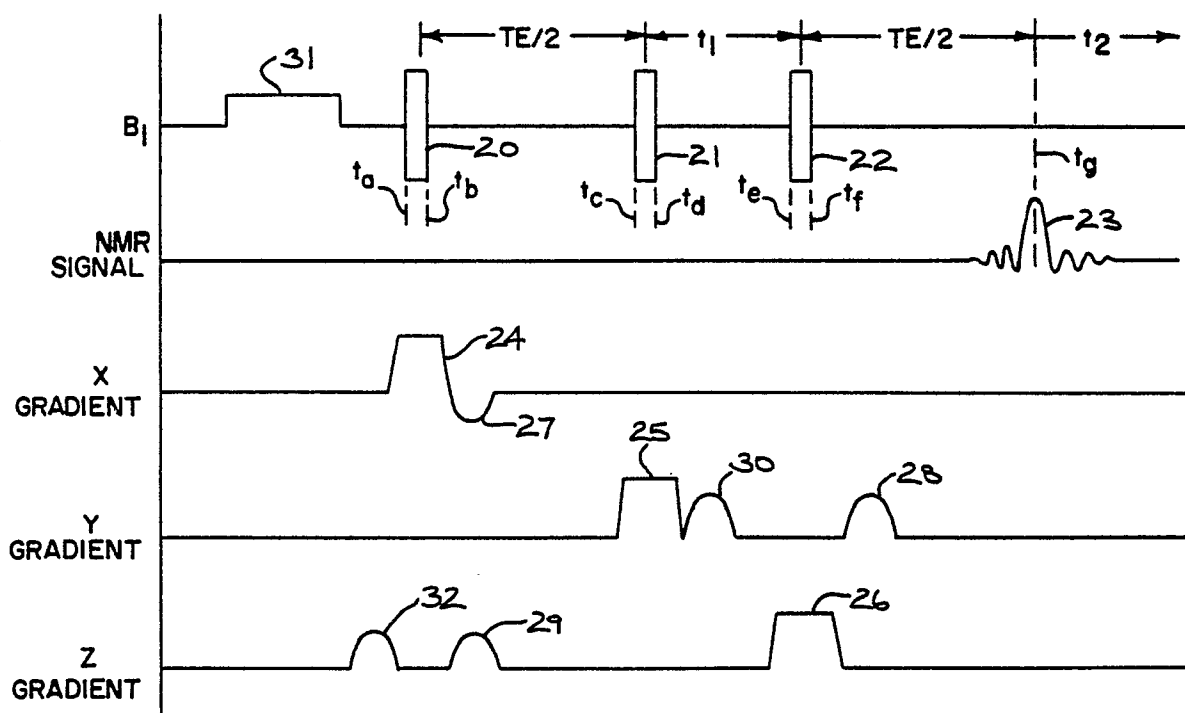 TE/2 t1 TE/2 t2
31
B1
20 21 22
ta tb tc td te tf tg
NMR SIGNAL
23
24
X GRADIENT
27
25 30 28
Y GRADIENT
32 29 26
Z GRADIENT